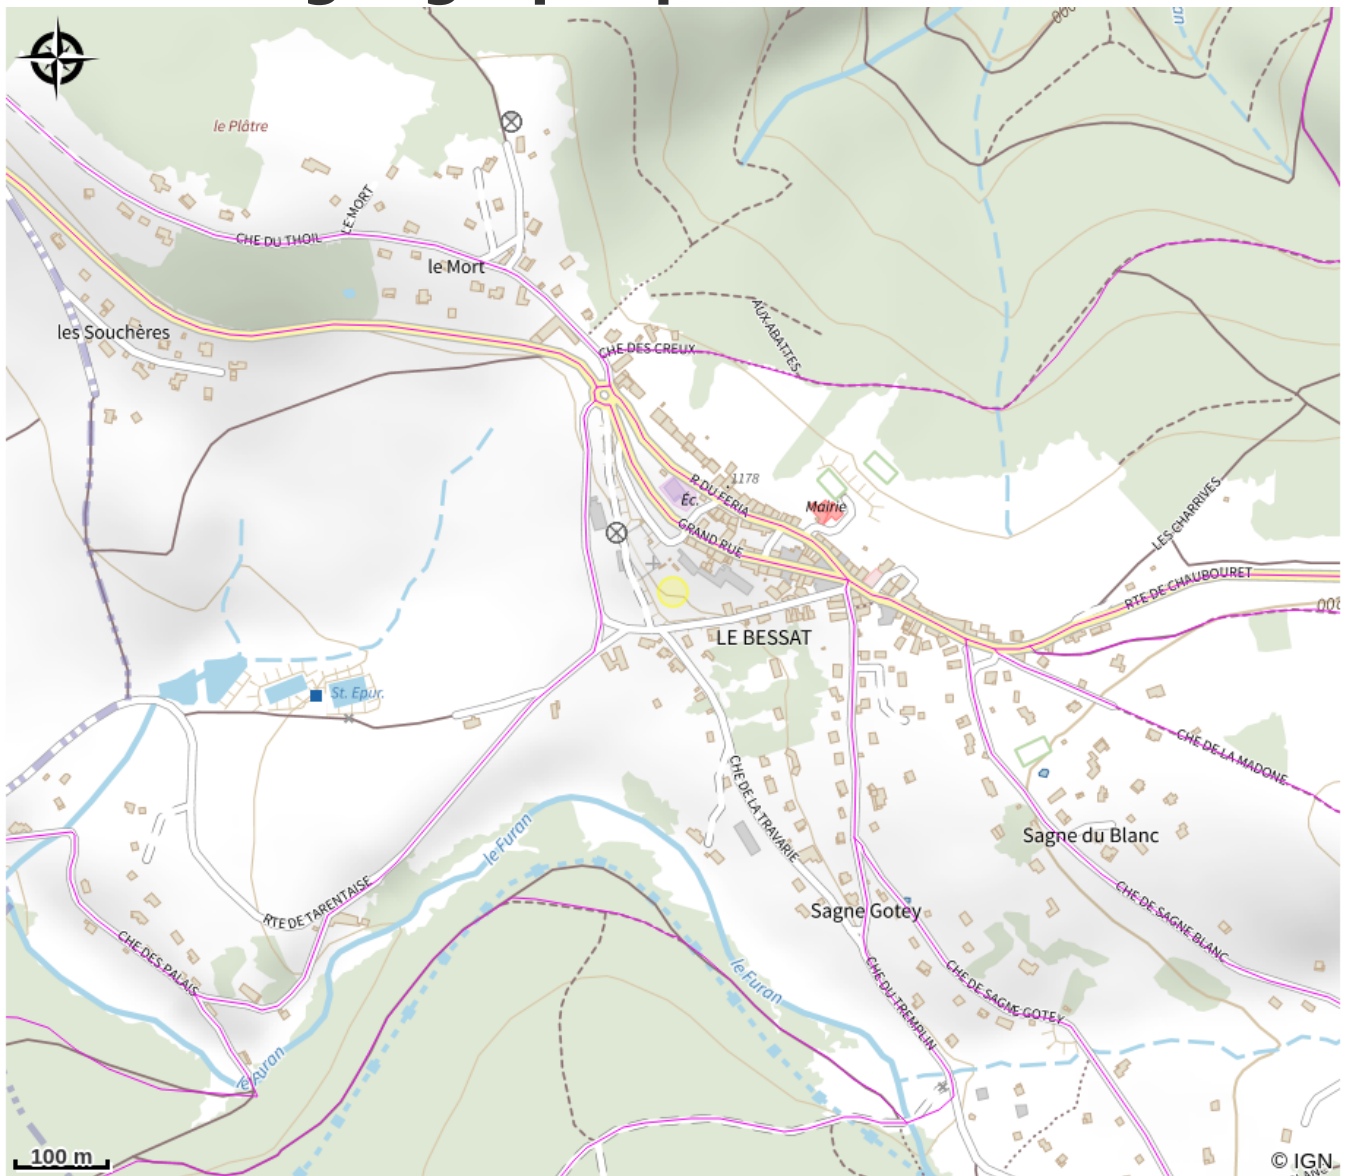 le Plâtre
LE MORT
CHE DU THOIL
le Mort
les Souchères
AUX ABATTES
CHE DES CREUX
1178
R DU FERIA
Éc.
Mairie
GRAND RUE
LES CHARRIVES
RTE DE CHAUBOURET
LE BESSAT
St. Epur.
CHE DE LA MADONE
CHE DE LA TRAVARIE
le Furan
Sagne du Blanc
RTE DE TARENTAISE
Sagne Gotey
CHE DE SAGNE BLANC
CHE DES PALAIS
le Furan
CHE DU TREMPLIN
CHE DE SAGNE GOTEY
le Furan
100 m
© IGN